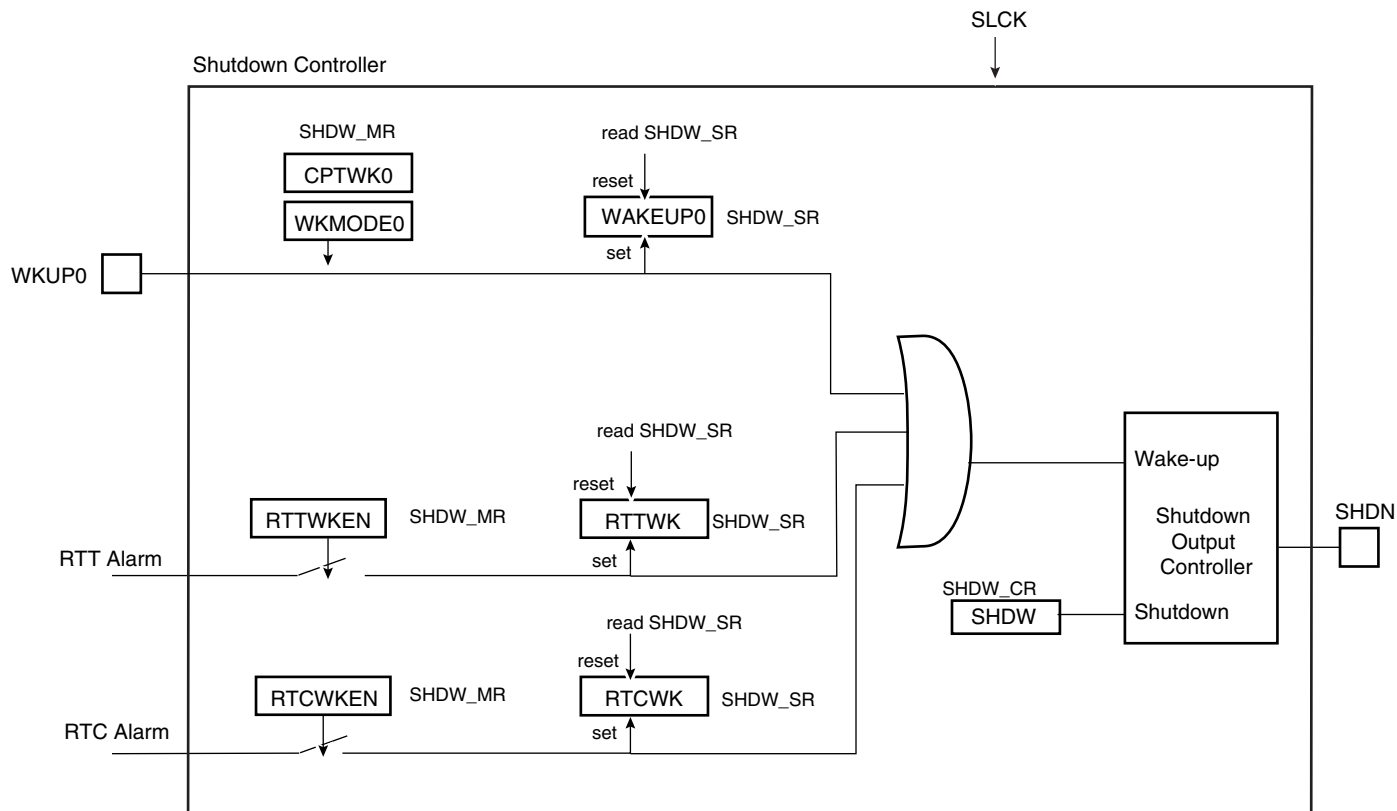 SLCK
Shutdown Controller
SHDW_MR
CPTWK0
WKMODE0
read SHDW_SR
reset
WAKEUP0
SHDW_SR
set
WKUP0
read SHDW_SR
reset
RTTWKEN
SHDW_MR
RTTWK
SHDW_SR
set
RTT Alarm
Wake-up
Shutdown
Output
Controller
SHDN
SHDW_CR
SHDW
Shutdown
read SHDW_SR
reset
RTCWKEN
SHDW_MR
RTCWK
SHDW_SR
set
RTC Alarm